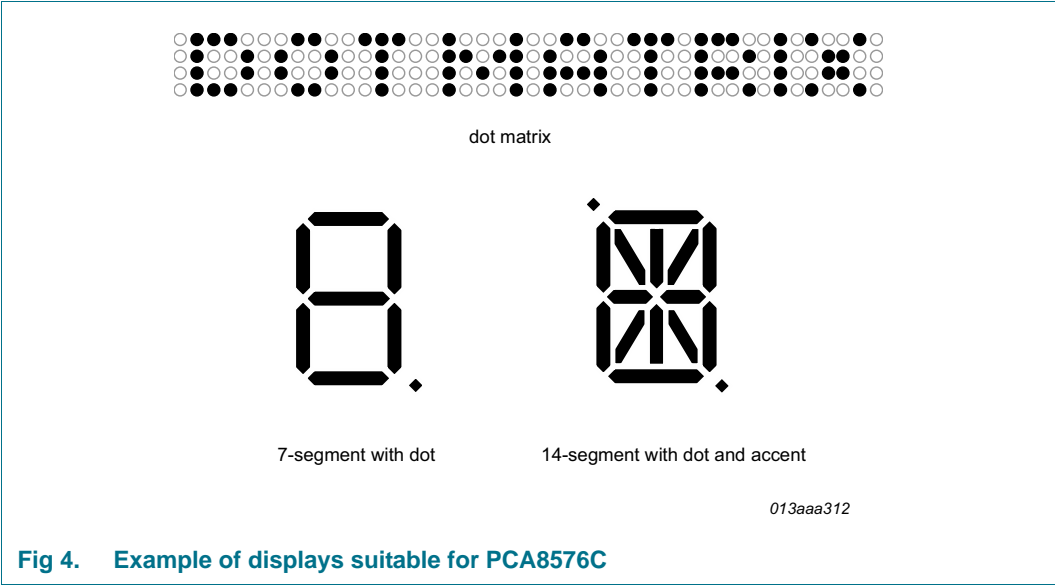 DOTMATRIX
dot matrix
7-segment with dot
14-segment with dot and accent
013aaa312
Fig 4. Example of displays suitable for PCA8576C